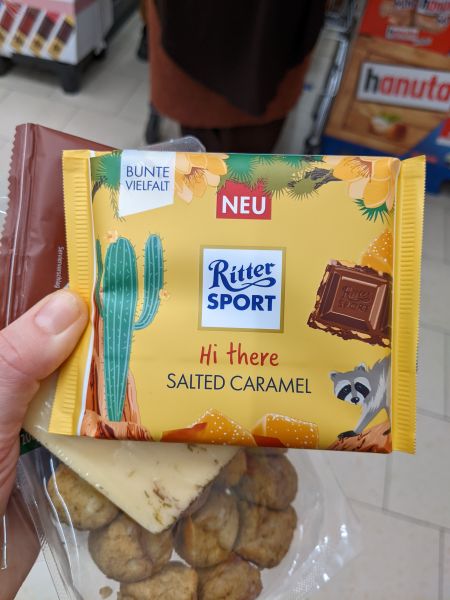 BUNTE
VIELFALT
NEU
Ritter
SPORT
Hi there
SALTED CARAMEL
hanuta